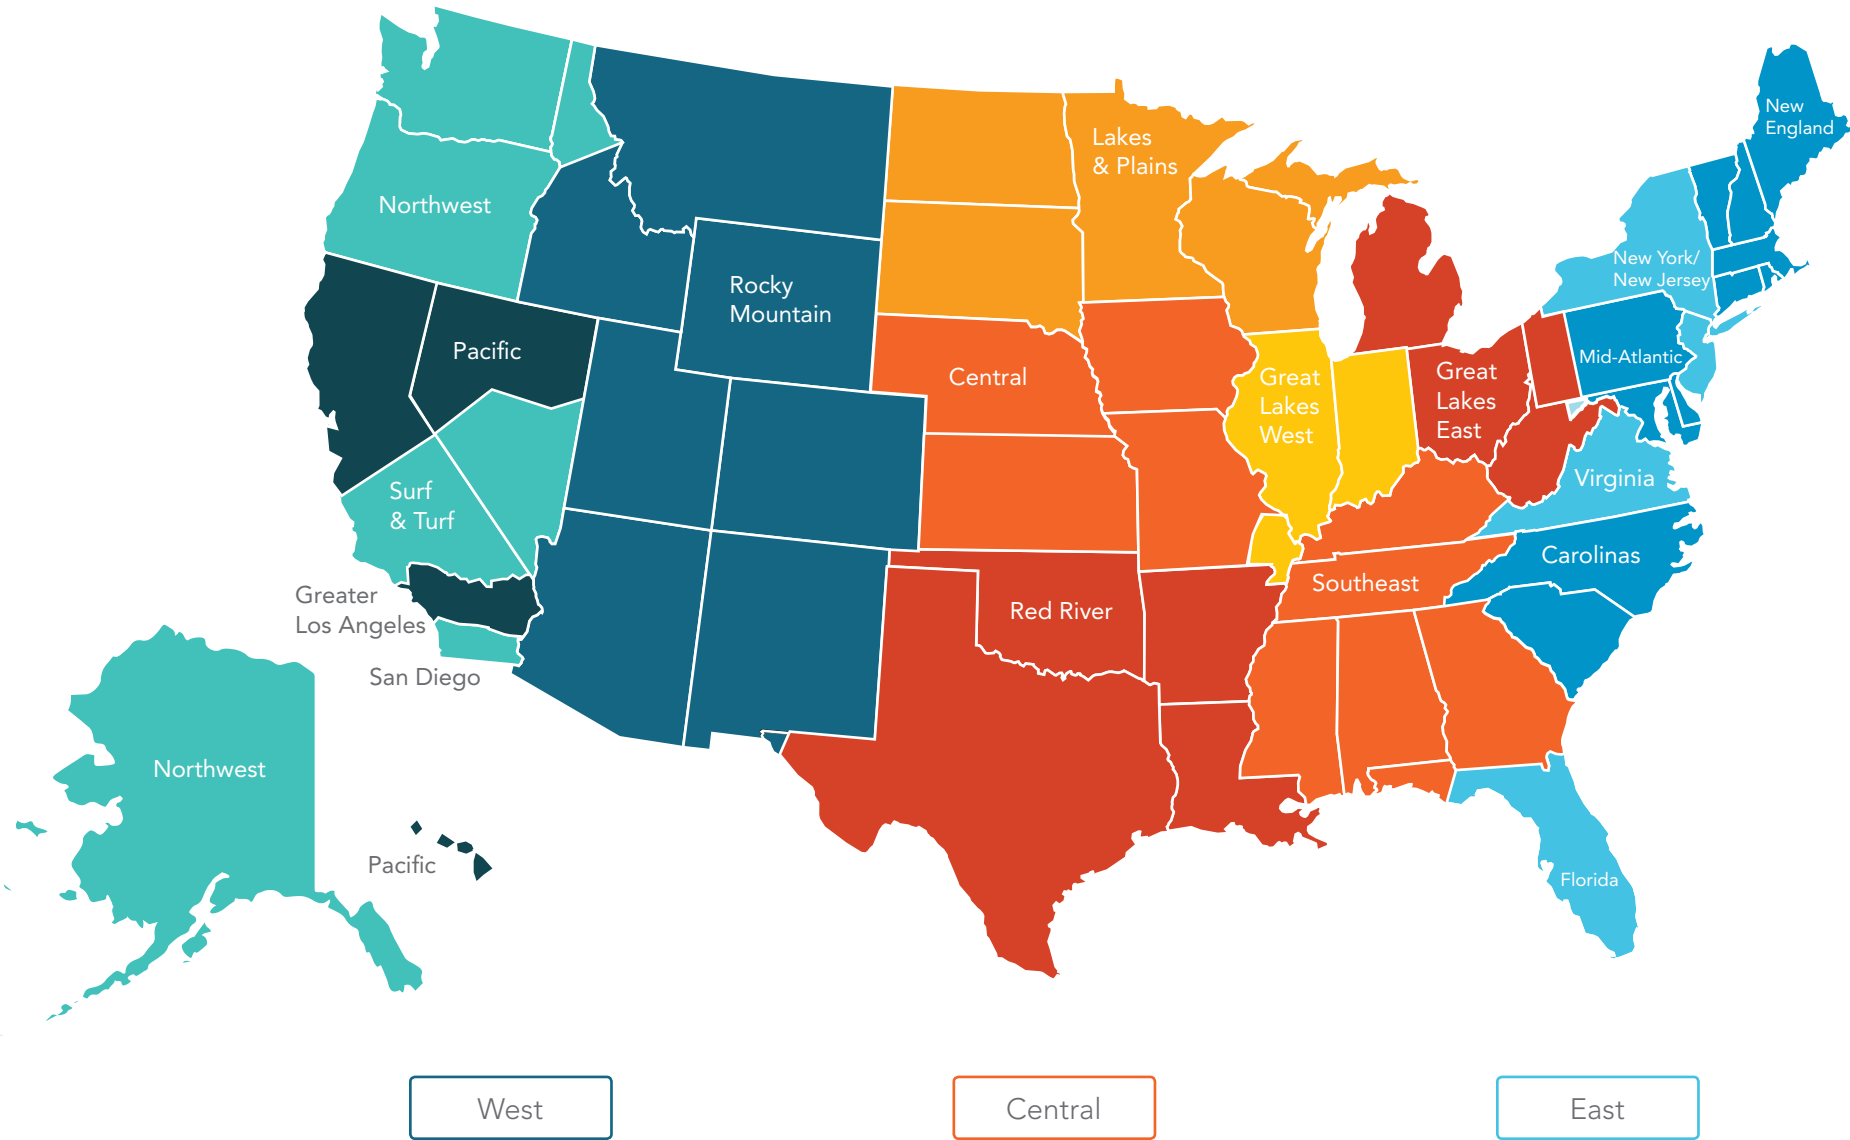 New
England
Lakes
& Plains
Northwest
New York/
New Jersey
Rocky
Mountain
Pacific
Mid-Atlantic
Central
Great
Lakes
West
Great
Lakes
East
Virginia
Surf
& Turf
Carolinas
Southeast
Greater
Los Angeles
Red River
San Diego
Northwest
Pacific
Florida
West
Central
East